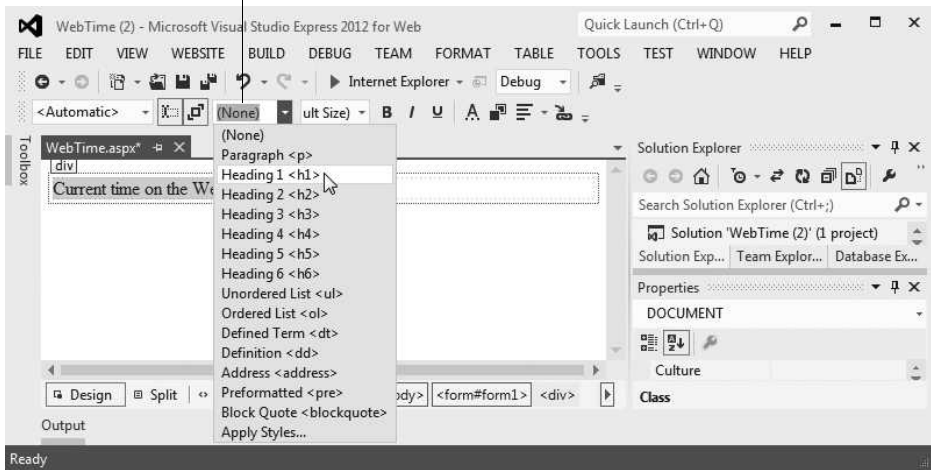 WebTime (2) - Microsoft Visual Studio Express 2012 for Web
Quick Launch (Ctrl+Q)
FILE EDIT VIEW WEBSITE BUILD DEBUG TEAM FORMAT TABLE TOOLS TEST WINDOW HELP
Internet Explorer Debug
<Automatic> (None) ult Size) B I U A
Toolbox
WebTime.aspx*
div
Current time on the We
(None)
Paragraph <p>
Heading 1 <h1>
Heading 2 <h2>
Heading 3 <h3>
Heading 4 <h4>
Heading 5 <h5>
Heading 6 <h6>
Unordered List <ul>
Ordered List <ol>
Defined Term <dt>
Definition <dd>
Address <address>
Preformatted <pre>
Block Quote <blockquote>
Apply Styles...
Design Split ody> <form#form1> <div>
Solution Explorer
Search Solution Explorer (Ctrl+;)
Solution 'WebTime (2)' (1 project)
Solution Exp... Team Explor... Database Ex...
Properties
DOCUMENT
Culture
Class
Output
Ready